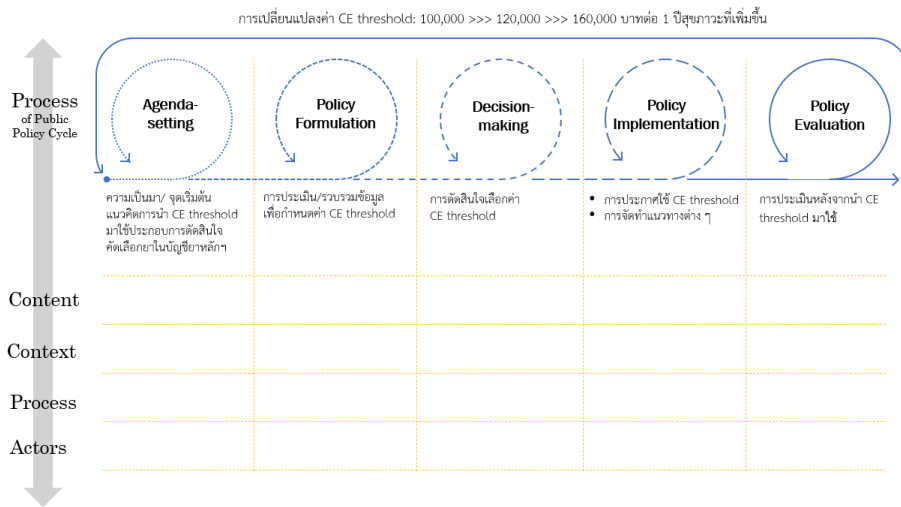 การเปลี่ยนแปลงค่า CE threshold: 100,000 >>> 120,000 >>> 160,000 บาทต่อ 1 ปีสุขภาวะที่เพิ่มขึ้น
Process
of Public
Policy Cycle
Agenda-
setting
Policy
Formulation
Decision-
making
Policy
Implementation
Policy
Evaluation
ความเป็นมา/ จุดเริ่มต้น
แนวคิดการนำ CE threshold
มาใช้ประกอบการตัดสินใจ
คัดเลือกยาในบัญชียาหลักฯ
การประเมิน/รวบรวมข้อมูล
เพื่อกำหนดค่า CE threshold
การตัดสินใจเลือกค่า
CE threshold
• การประกาศใช้ CE threshold
• การจัดทำแนวทางต่าง ๆ
การประเมินหลังจากนำ CE
threshold มาใช้
Content
Context
Process
Actors